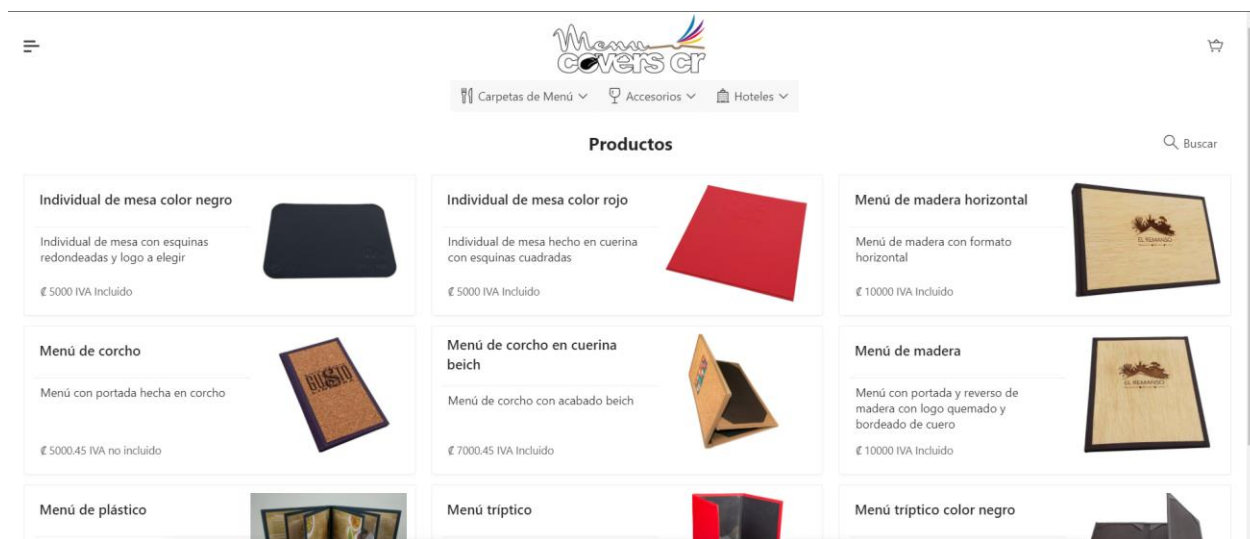 Menu
covers cr
Carpetas de Menú
Accesorios
Hoteles
Productos
Buscar
Individual de mesa color negro
Individual de mesa con esquinas
redondeadas y logo a elegir
₡ 5000 IVA Incluido
Individual de mesa color rojo
Individual de mesa hecho en cuerina
con esquinas cuadradas
₡ 5000 IVA Incluido
Menú de madera horizontal
Menú de madera con formato
horizontal
₡ 10000 IVA Incluido
EL REMANSO
Menú de corcho
Menú con portada hecha en corcho
₡ 5000.45 IVA no incluido
GUSTO
Menú de corcho en cuerina
beich
Menú de corcho con acabado beich
₡ 7000.45 IVA Incluido
Menú de madera
Menú con portada y reverso de
madera con logo quemado y
bordeado de cuero
₡ 10000 IVA Incluido
EL REMANSO
Menú de plástico
Menú tríptico
Menú tríptico color negro